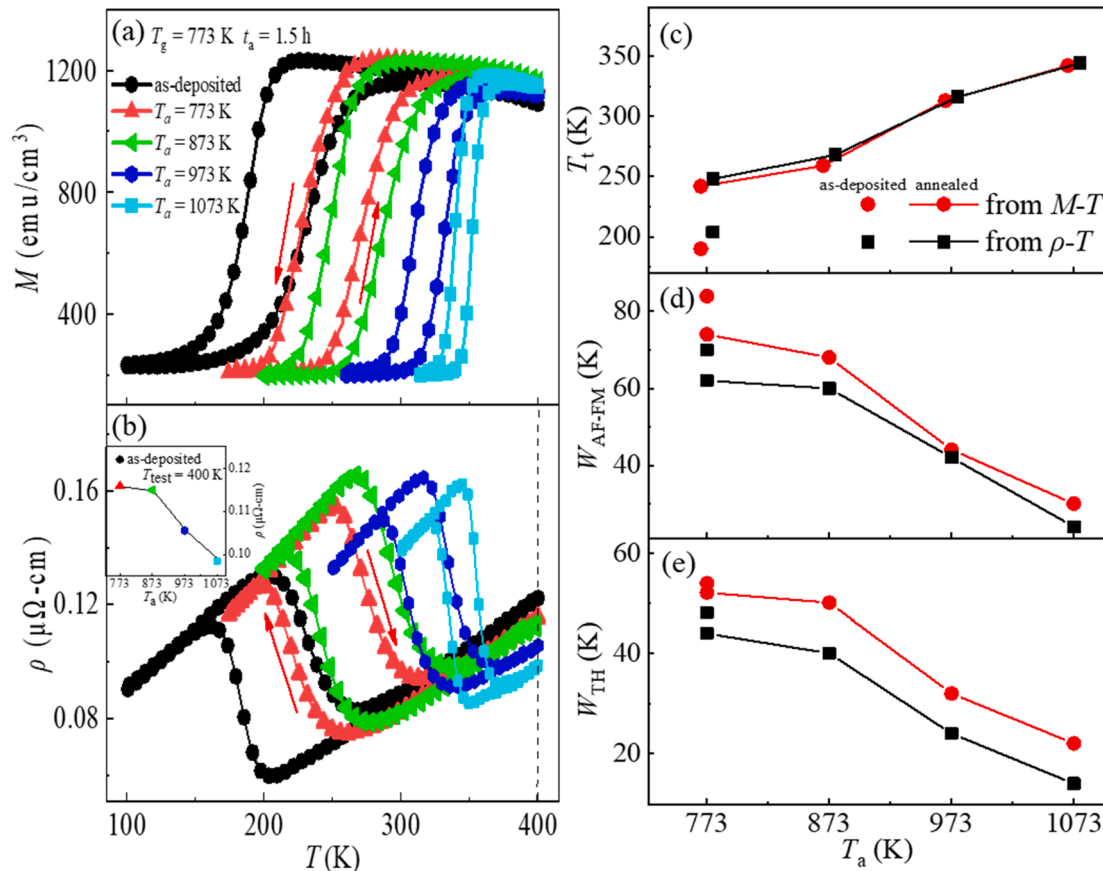 (a) Tg = 773 K ta = 1.5 h
as-deposited
Ta = 773 K
Ta = 873 K
Ta = 973 K
Ta = 1073 K
1200
800
400
M (emu/cm3)
(b)
as-deposited
Ttest = 400 K
0.12
0.11
0.10
ρ (μΩ-cm)
773 873 973 1073
Ta (K)
0.16
0.12
0.08
ρ (μΩ-cm)
100 200 300 400
T (K)
(c)
350
300
250
200
Tt (K)
as-deposited annealed
from M-T
from ρ-T
(d)
80
60
40
WAF-FM (K)
(e)
60
40
20
WTH (K)
773 873 973 1073
Ta (K)